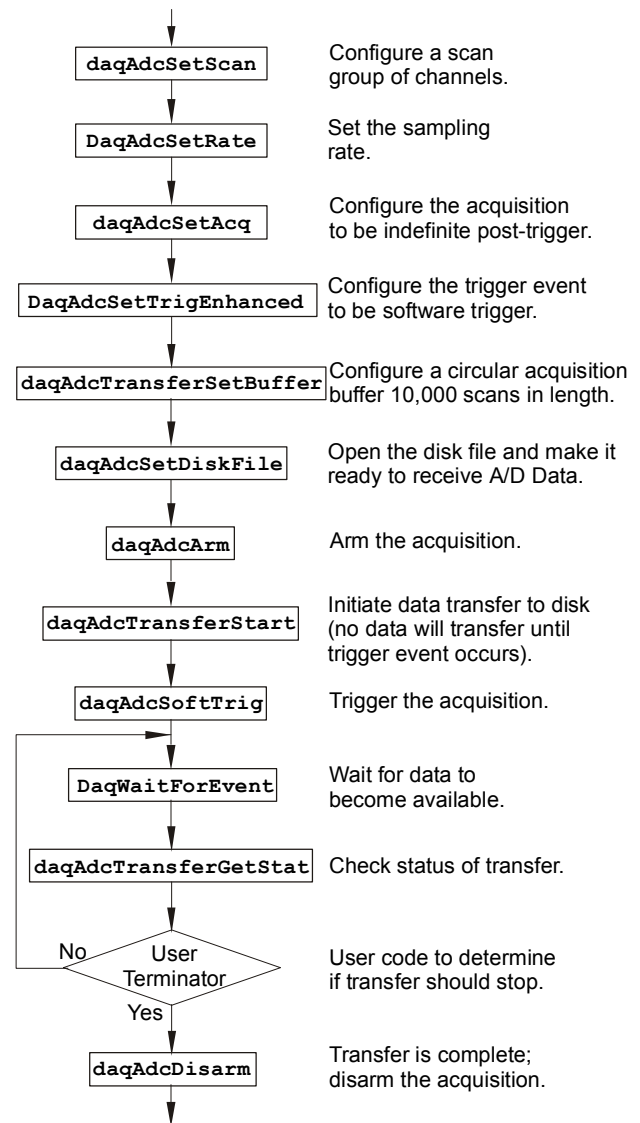 daqAdcSetScan
Configure a scan
group of channels.
DaqAdcSetRate
Set the sampling
rate.
daqAdcSetAcq
Configure the acquisition
to be indefinite post-trigger.
DaqAdcSetTrigEnhanced
Configure the trigger event
to be software trigger.
daqAdcTransferSetBuffer
Configure a circular acquisition
buffer 10,000 scans in length.
daqAdcSetDiskFile
Open the disk file and make it
ready to receive A/D Data.
daqAdcArm
Arm the acquisition.
daqAdcTransferStart
Initiate data transfer to disk
(no data will transfer until
trigger event occurs).
daqAdcSoftTrig
Trigger the acquisition.
DaqWaitForEvent
Wait for data to
become available.
daqAdcTransferGetStat
Check status of transfer.
No
User
Terminator
User code to determine
if transfer should stop.
Yes
daqAdcDisarm
Transfer is complete;
disarm the acquisition.